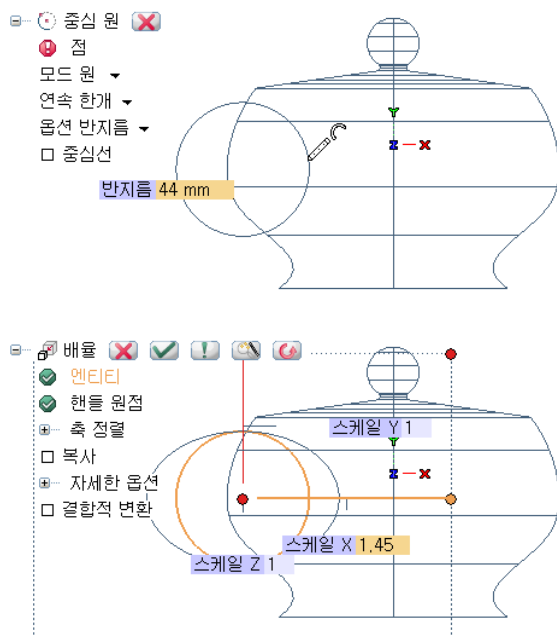 중심 원
점
모드 원
연속 한개
옵션 반지름
중심선
반지름 44 mm
Y
Z X
배율
엔티티
핸들 원점
축 정렬
복사
자세한 옵션
결합적 변환
스케일 Y 1
Y
Z X
스케일 X 1.45
스케일 Z 1